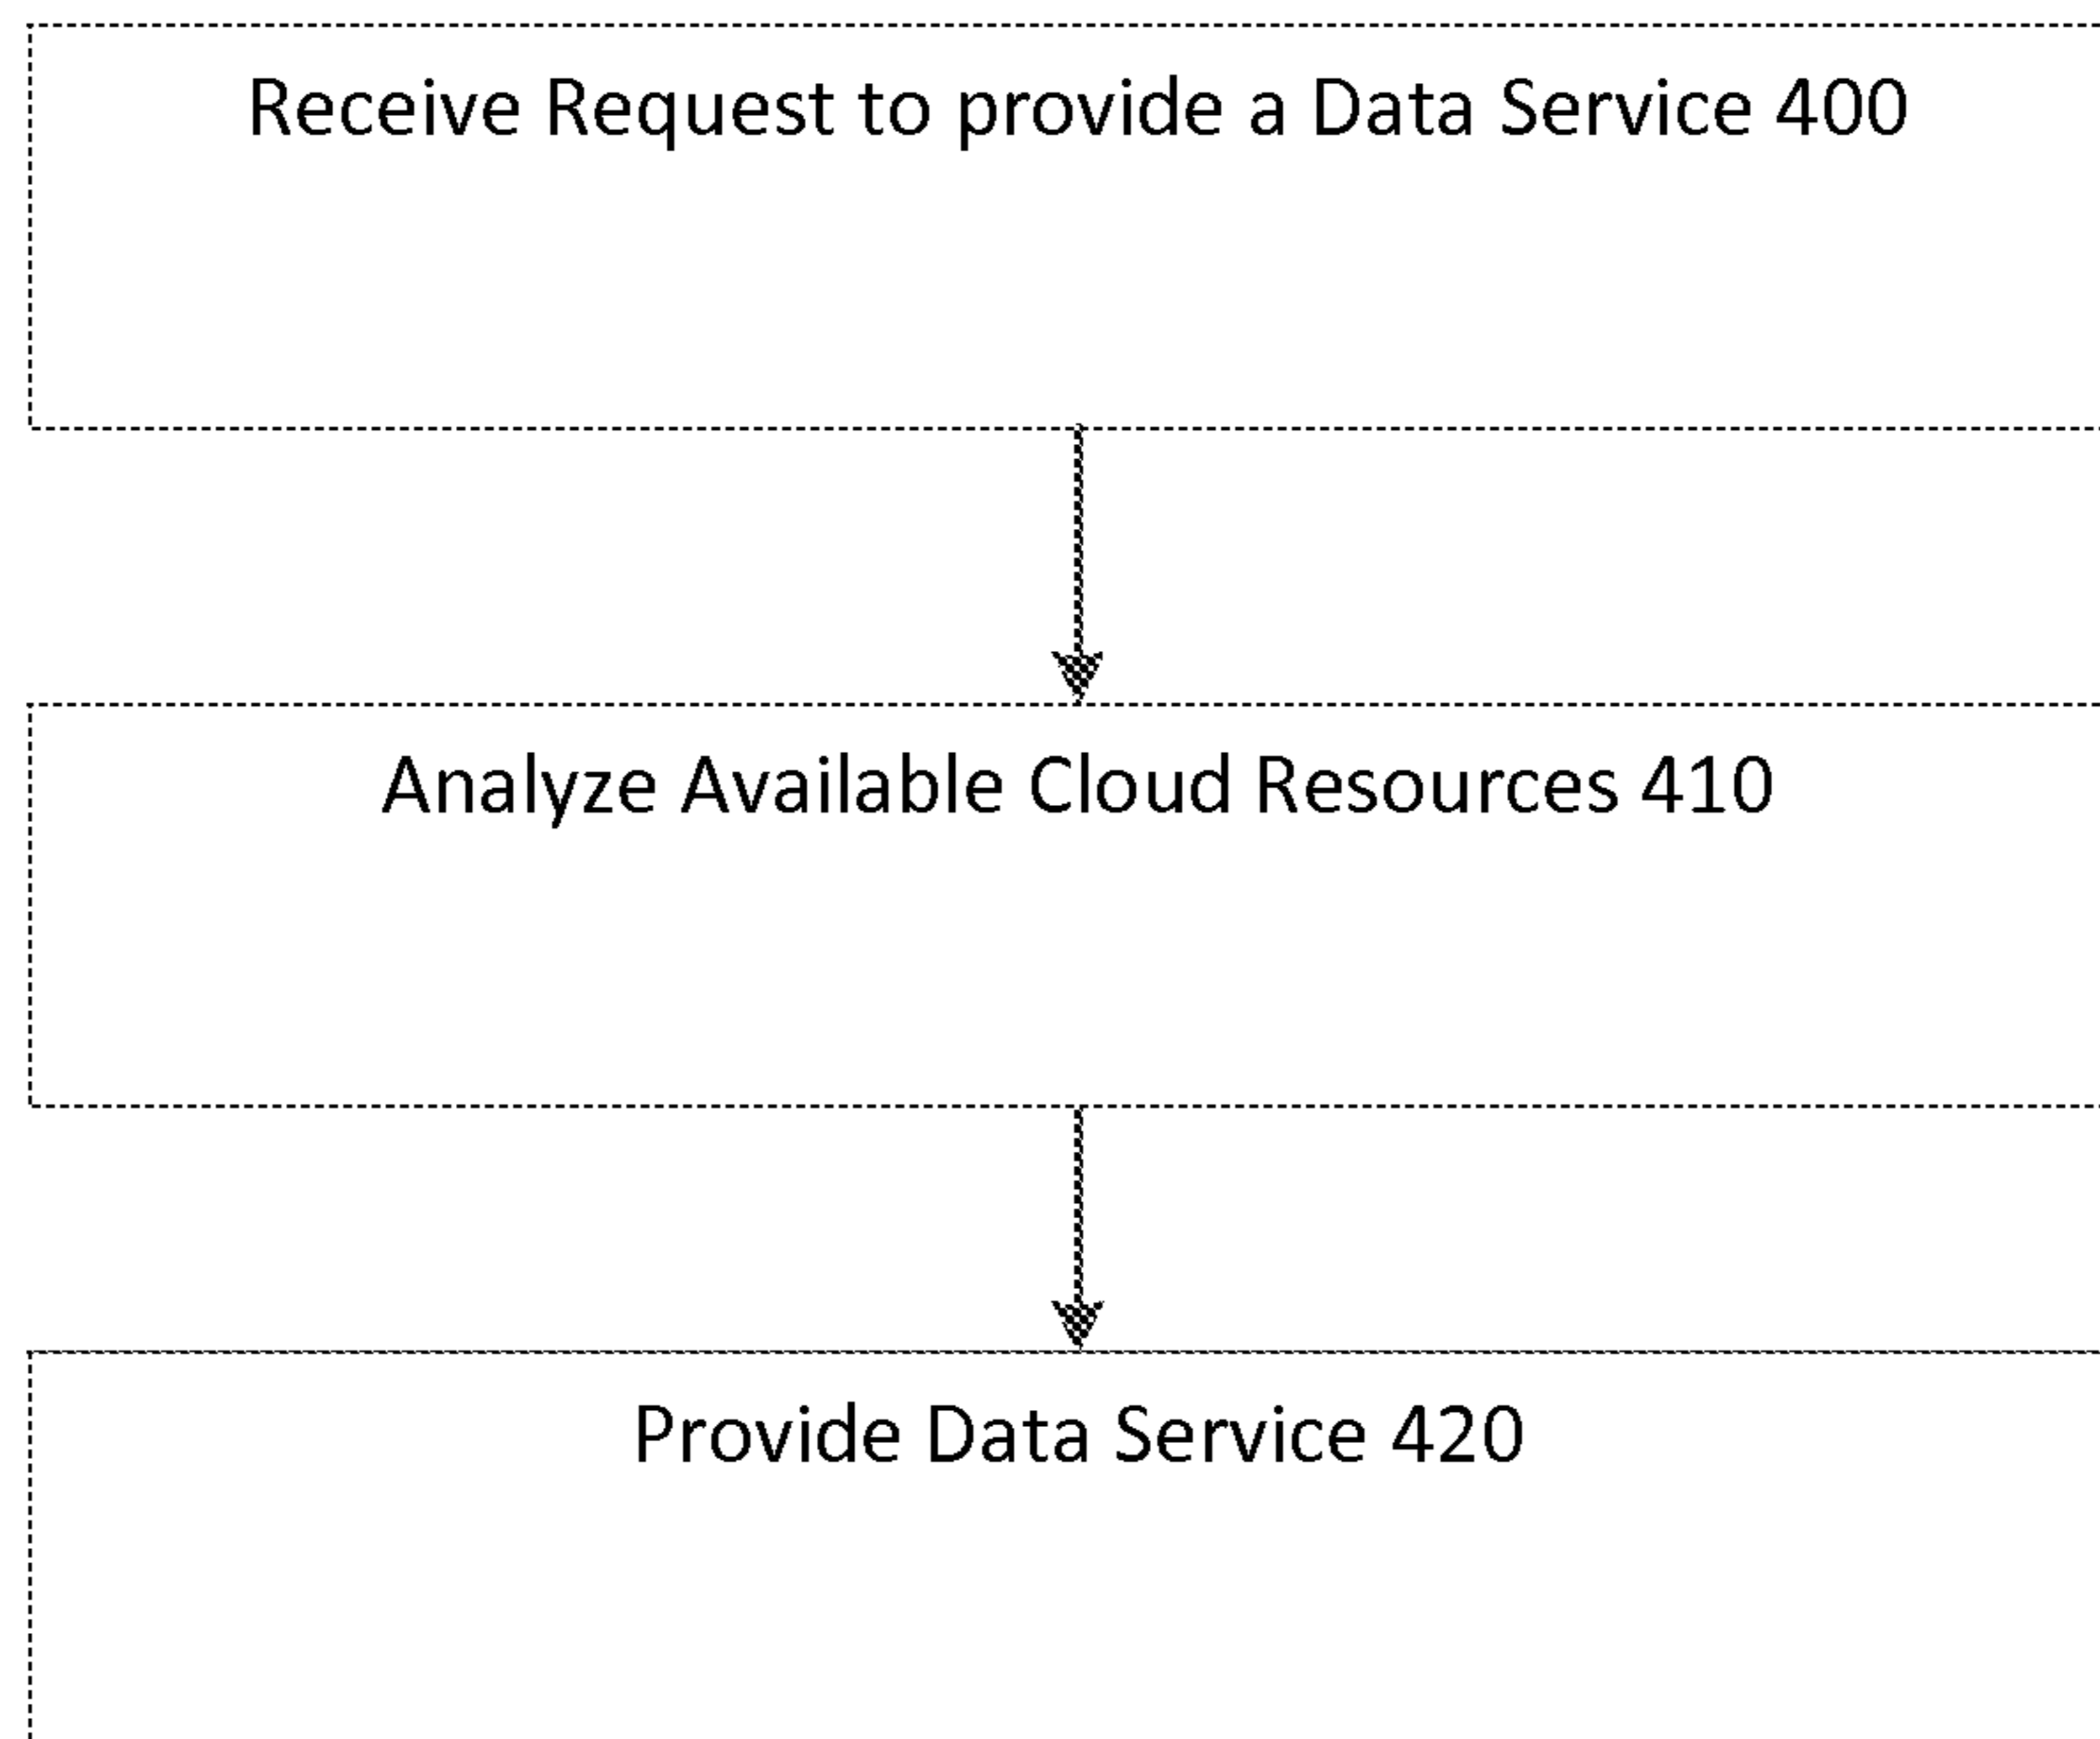 Receive Request to provide a Data Service 400
Analyze Available Cloud Resources 410
Provide Data Service 420